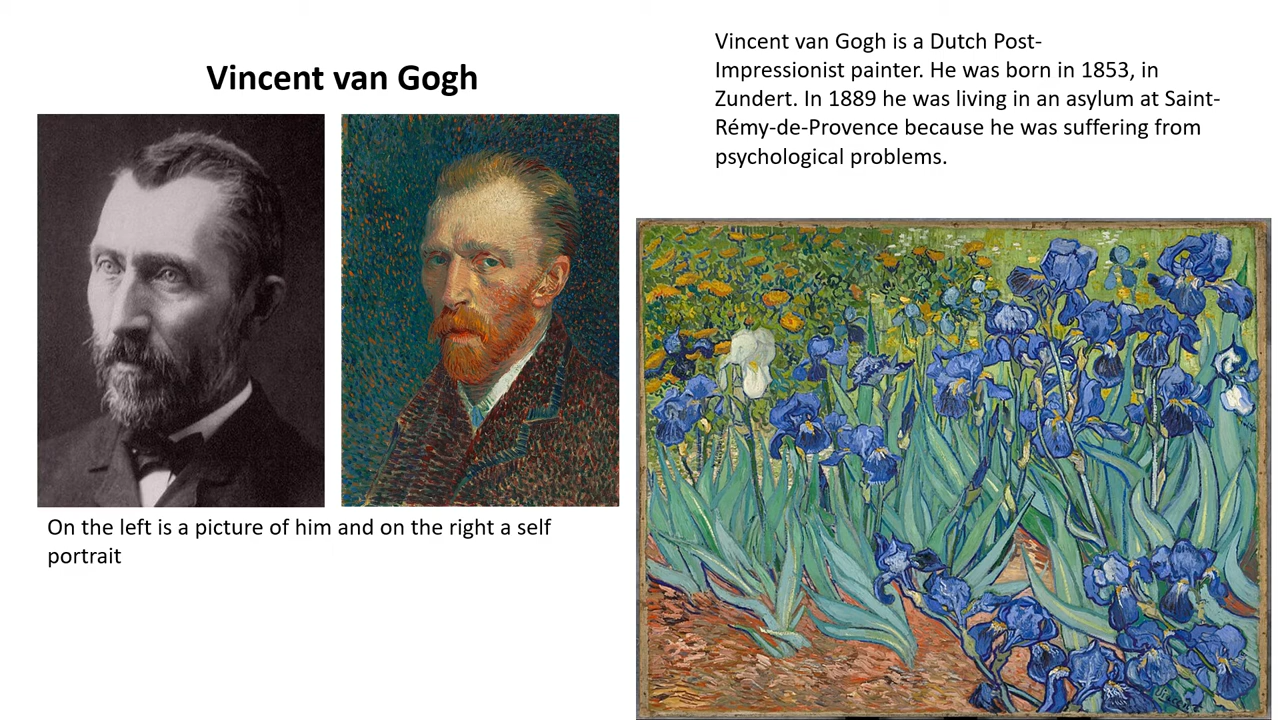 Vincent van Gogh
On the left is a picture of him and on the right a self
portrait
Vincent van Gogh is a Dutch Post-
Impressionist painter. He was born in 1853, in
Zundert. In 1889 he was living in an asylum at Saint-
Rémy-de-Provence because he was suffering from
psychological problems.
Vincent